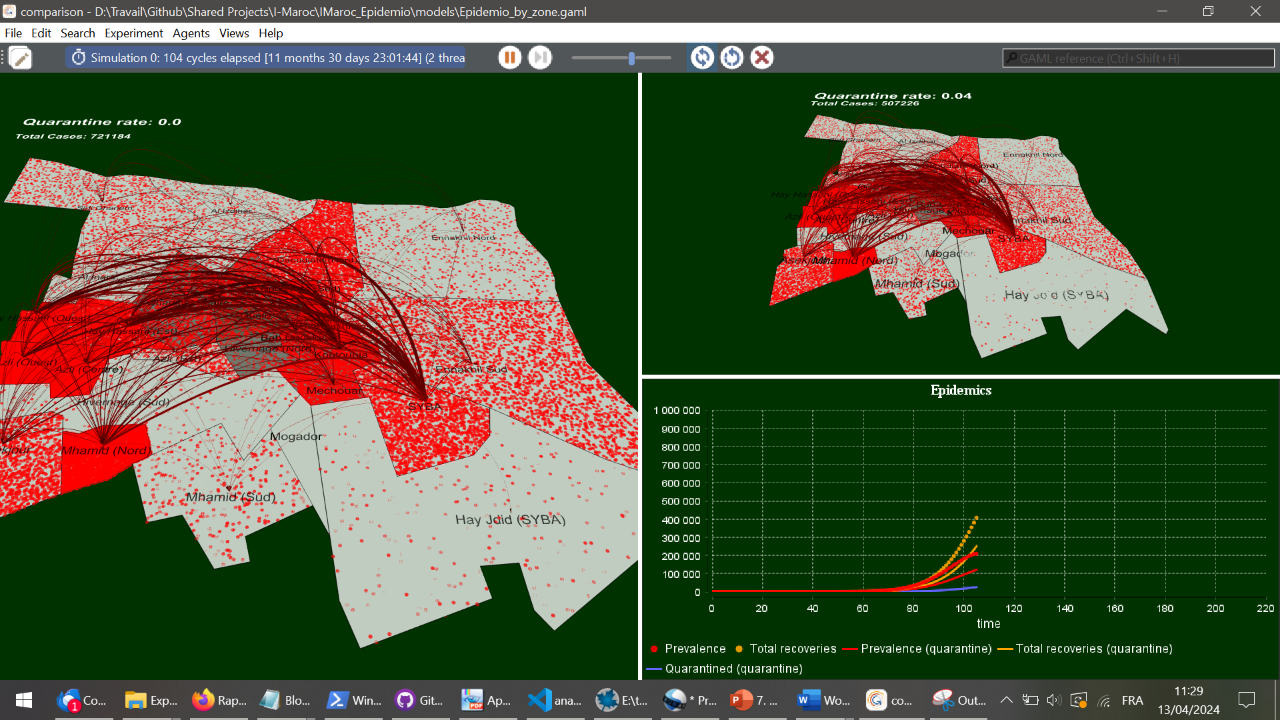 comparison - D:\Travail\Github\Shared Projects\I-Maroc\IMaroc_Epidemio\models\Epidemio_by_zone.gaml
File Edit Search Experiment Agents Views Help
Simulation 0: 104 cycles elapsed [11 months 30 days 23:01:44] (2 threa
GAML reference (Ctrl+Shift+H)
Quarantine rate: 0.0
Total Cases: 721184
Ennakhil Nord
Azli (Centre)
Ennakhil Sud
Hivernage (Sud)
Mechouar
SYBA
Mogador
Mhamid (Nord)
Mhamid (Sud)
Hay Jdid (SYBA)
Quarantine rate: 0.04
Total Cases: 507226
Ennakhil Nord
Mechouar
SYBA
Mhamid (Nord)
Mhamid (Sud)
Epidemics
1 000 000
900 000
800 000
700 000
600 000
500 000
400 000
300 000
200 000
100 000
0
0 20 40 60 80 100 120 140 160 180 200 220
time
Prevalence Total recoveries Prevalence (quarantine) Total recoveries (quarantine)
Quarantined (quarantine)
1 Co... Exp... Rap... Blo... Win... Git... Ap... ana... E:\t... * Pr... 7. ... Wo... co... Out...
FRA
11:29
13/04/2024